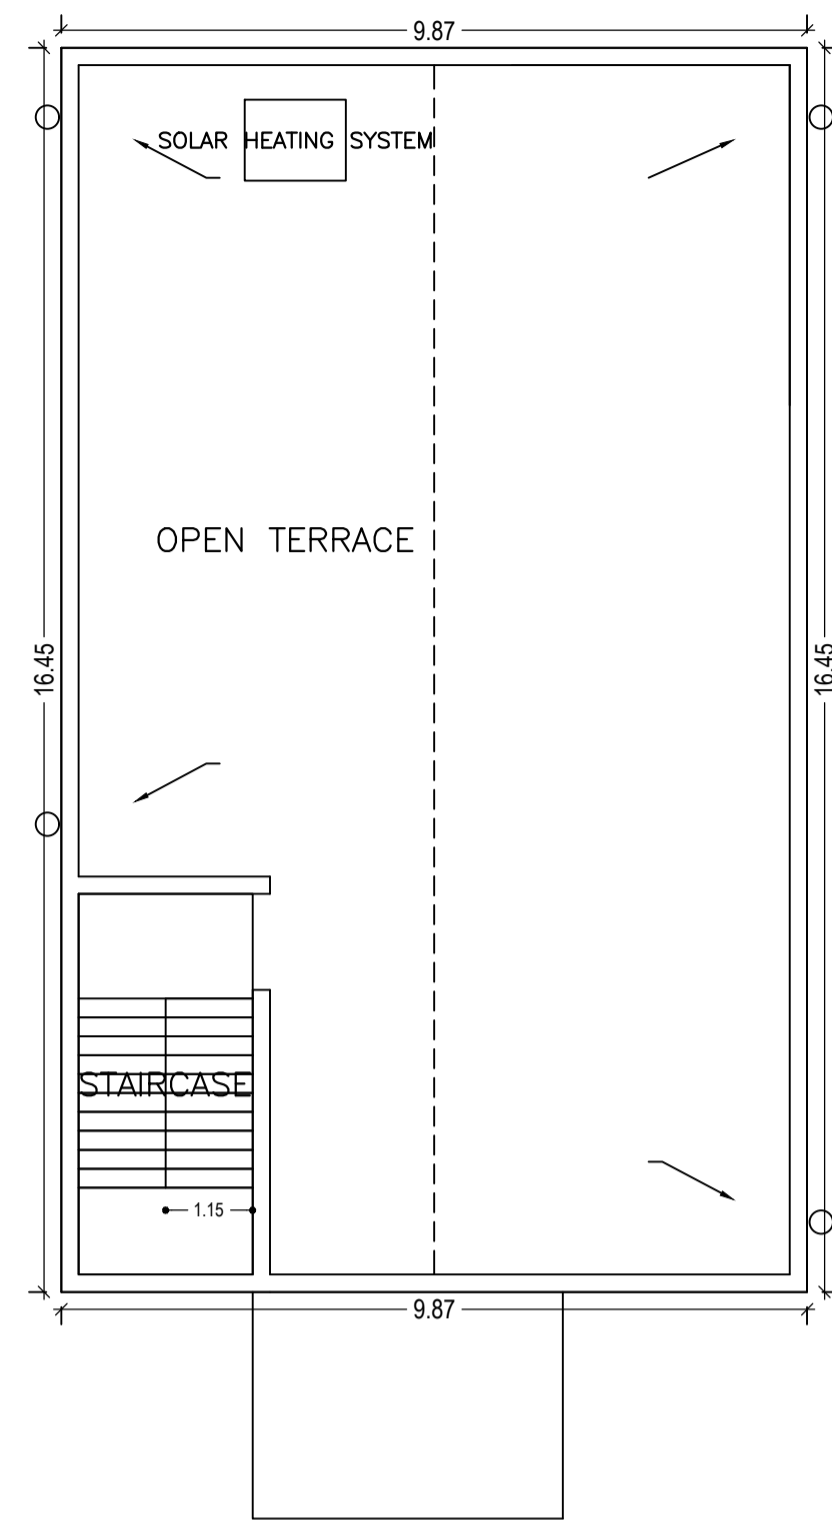 9.87
SOLAR HEATING SYSTEM
OPEN TERRACE
16.45
16.45
STAIRCASE
1.15
9.87